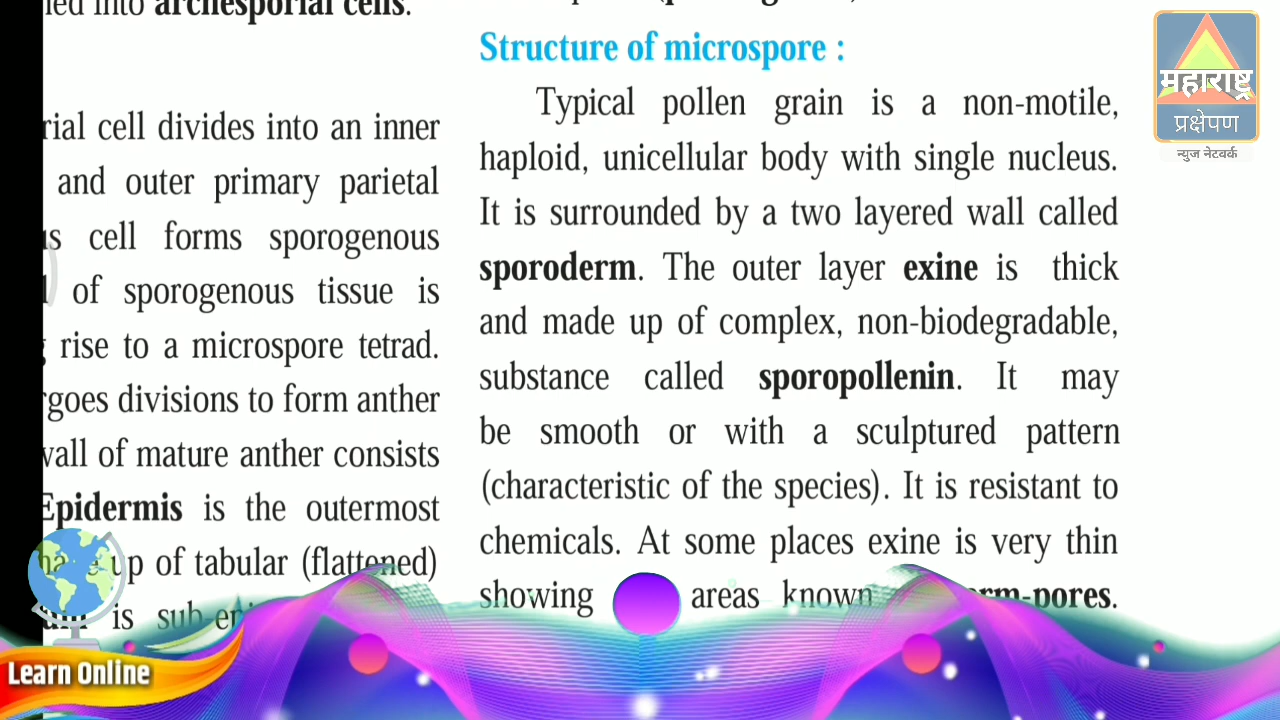 archesporial cells.
cell divides into an inner
and outer primary parietal
cell forms sporogenous
of sporogenous tissue is
rise to a microspore tetrad.
divisions to form anther
of mature anther consists
Epidermis is the outermost
up of tabular (flattened)
is
Structure of microspore :
Typical pollen grain is a non-motile,
haploid, unicellular body with single nucleus.
It is surrounded by a two layered wall called
sporoderm. The outer layer exine is thick
and made up of complex, non-biodegradable,
substance called sporopollenin. It may
be smooth or with a sculptured pattern
(characteristic of the species). It is resistant to
chemicals. At some places exine is very thin
showing areas known
महाराष्ट्र
प्रक्षेपण
न्युज नेटवर्क
Learn Online